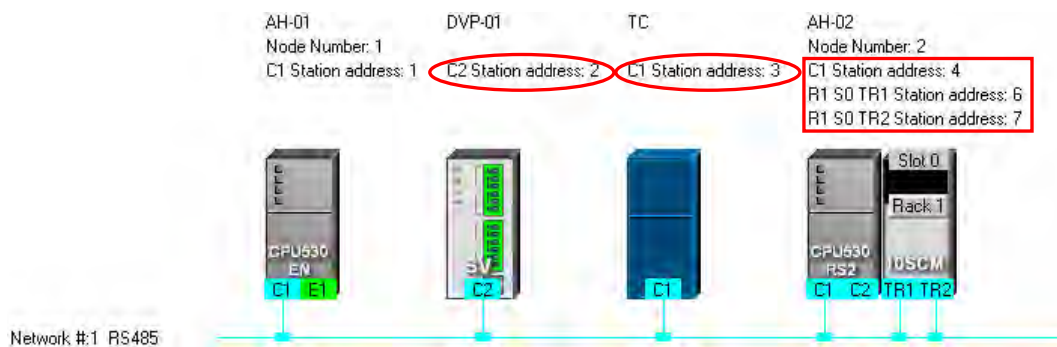 AH-01
Node Number: 1
C1 Station address: 1
DVP-01
C2 Station address: 2
TC
C1 Station address: 3
AH-02
Node Number: 2
C1 Station address: 4
R1 S0 TR1 Station address: 6
R1 S0 TR2 Station address: 7
CPU530
EN
C1 E1
SV
C2
C1
CPU530
RS2
C1 C2
Slot 0
Rack 1
10SCM
TR1 TR2
Network #:1 RS485